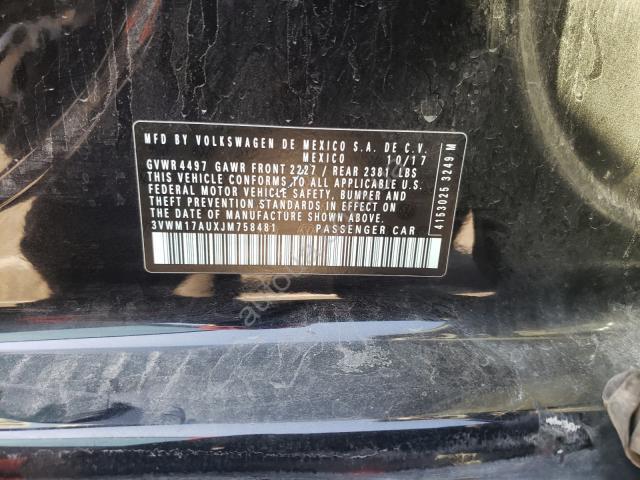 MFD BY VOLKSWAGEN DE MEXICO S.A. DE C.V.
MEXICO 10/17
GVWR 4497 GAWR FRONT 2227 / REAR 2381 LBS
THIS VEHICLE CONFORMS TO ALL APPLICABLE U.S.
FEDERAL MOTOR VEHICLE SAFETY, BUMPER AND
THEFT PREVENTION STANDARDS IN EFFECT ON
THE DATE OF MANUFACTURE SHOWN ABOVE.
3VWM17AUXJM758481 PASSENGER CAR
4153025 3249 M